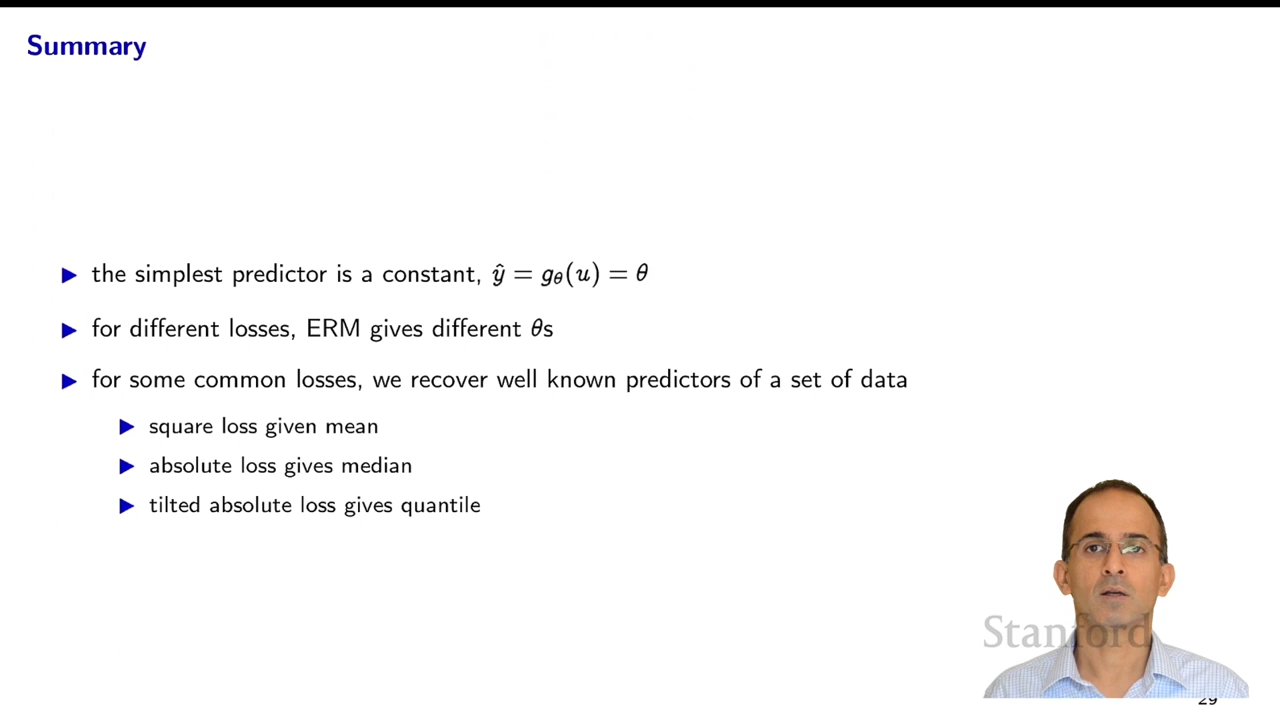 Summary
the simplest predictor is a constant, ŷ = g_θ(u) = θ
for different losses, ERM gives different θs
for some common losses, we recover well known predictors of a set of data
square loss given mean
absolute loss gives median
tilted absolute loss gives quantile
Stanford
29